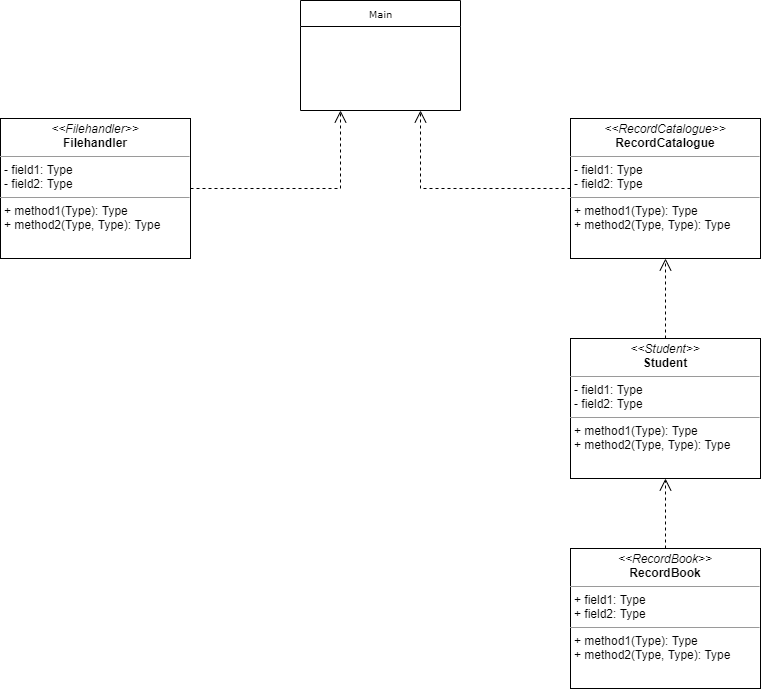 Main
<<Filehandler>>
Filehandler
- field1: Type
- field2: Type
+ method1(Type): Type
+ method2(Type, Type): Type
<<RecordCatalogue>>
RecordCatalogue
- field1: Type
- field2: Type
+ method1(Type): Type
+ method2(Type, Type): Type
<<Student>>
Student
- field1: Type
- field2: Type
+ method1(Type): Type
+ method2(Type, Type): Type
<<RecordBook>>
RecordBook
+ field1: Type
+ field2: Type
+ method1(Type): Type
+ method2(Type, Type): Type